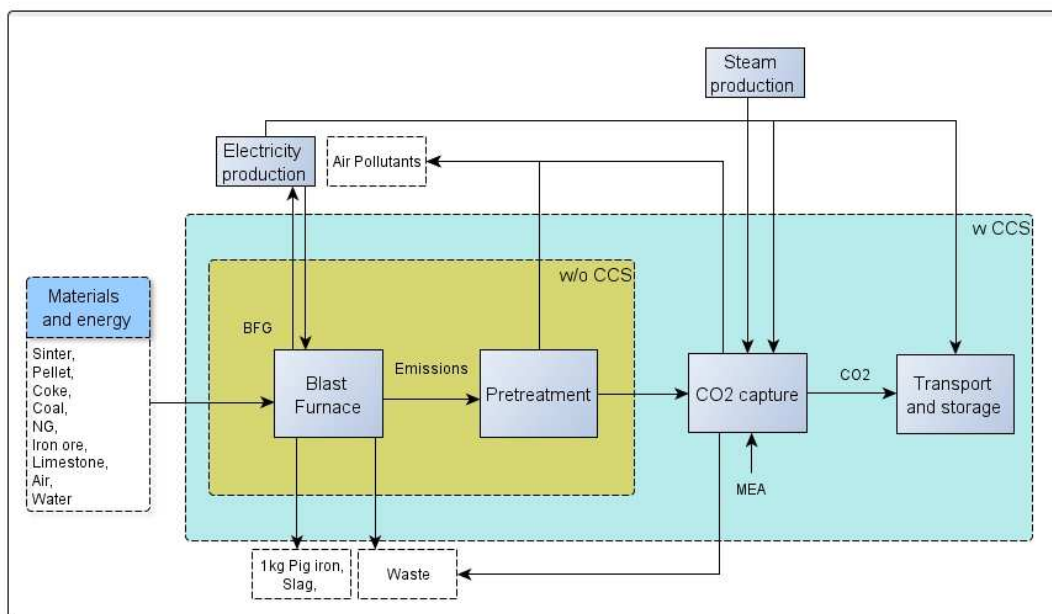 Steam
production
Electricity
production
Air Pollutants
w CCS
w/o CCS
Materials
and energy
Sinter,
Pellet,
Coke,
Coal,
NG,
Iron ore,
Limestone,
Air,
Water
BFG
Blast
Furnace
Emissions
Pretreatment
CO2 capture
CO2
Transport
and storage
MEA
1kg Pig iron,
Slag,
Waste